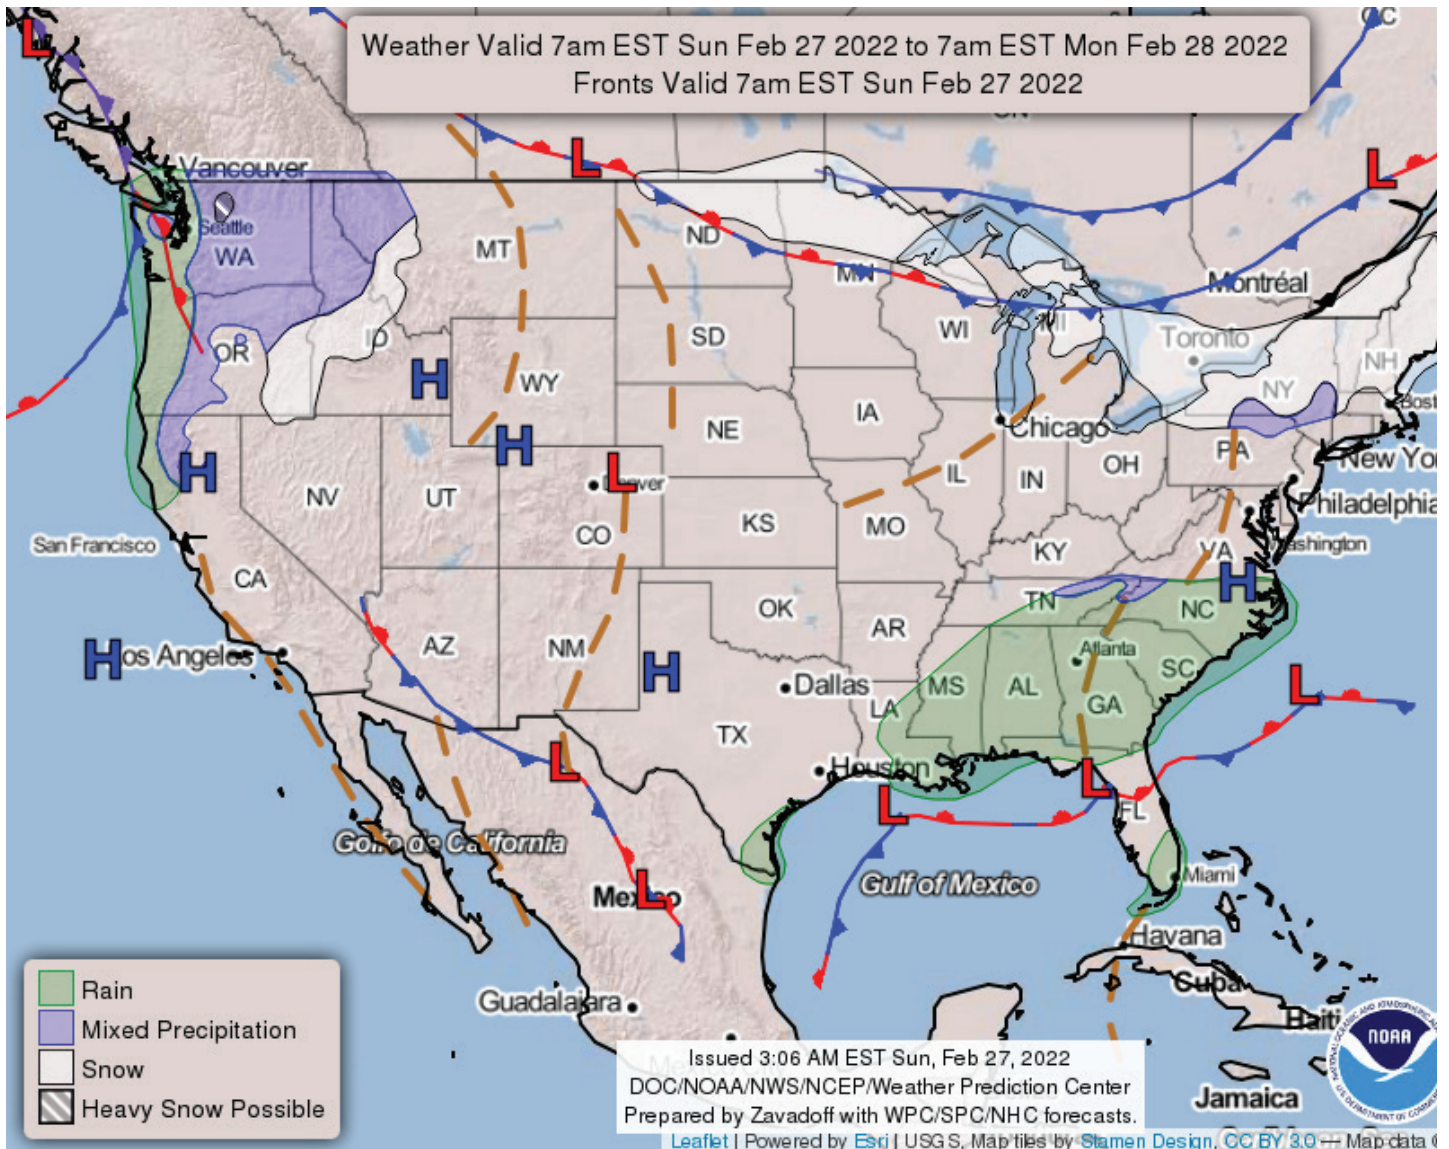 Weather Valid 7am EST Sun Feb 27 2022 to 7am EST Mon Feb 28 2022
Fronts Valid 7am EST Sun Feb 27 2022
L
Vancouver
L
L
Seattle
WA
MT
ND
MN
Montréal
OR
ID
WY
SD
WI
MI
Toronto
NY
NH
H
IA
NE
Chicago
H
H
NV
UT
L
CO
KS
MO
IL
IN
OH
PA
New Yo
Philadelphia
San Francisco
CA
KY
VA
ashington
H
AZ
NM
OK
AR
TN
NC
H
os Angeles
H
Dallas
LA
MS
AL
Atlanta
GA
SC
L
TX
L
Houston
L
L
FL
Golfo de California
Mexico
L
Gulf of Mexico
Miami
Havana
Cuba
Haiti
Jamaica
Guadalajara
Mexico City
Rain
Mixed Precipitation
Snow
Heavy Snow Possible
NOAA
Issued 3:06 AM EST Sun, Feb 27, 2022
DOC/NOAA/NWS/NCEP/Weather Prediction Center
Prepared by Zavadoff with WPC/SPC/NHC forecasts.
Leaflet | Powered by Esri | USGS, Map tiles by Stamen Design, CC BY 3.0 — Map data ©